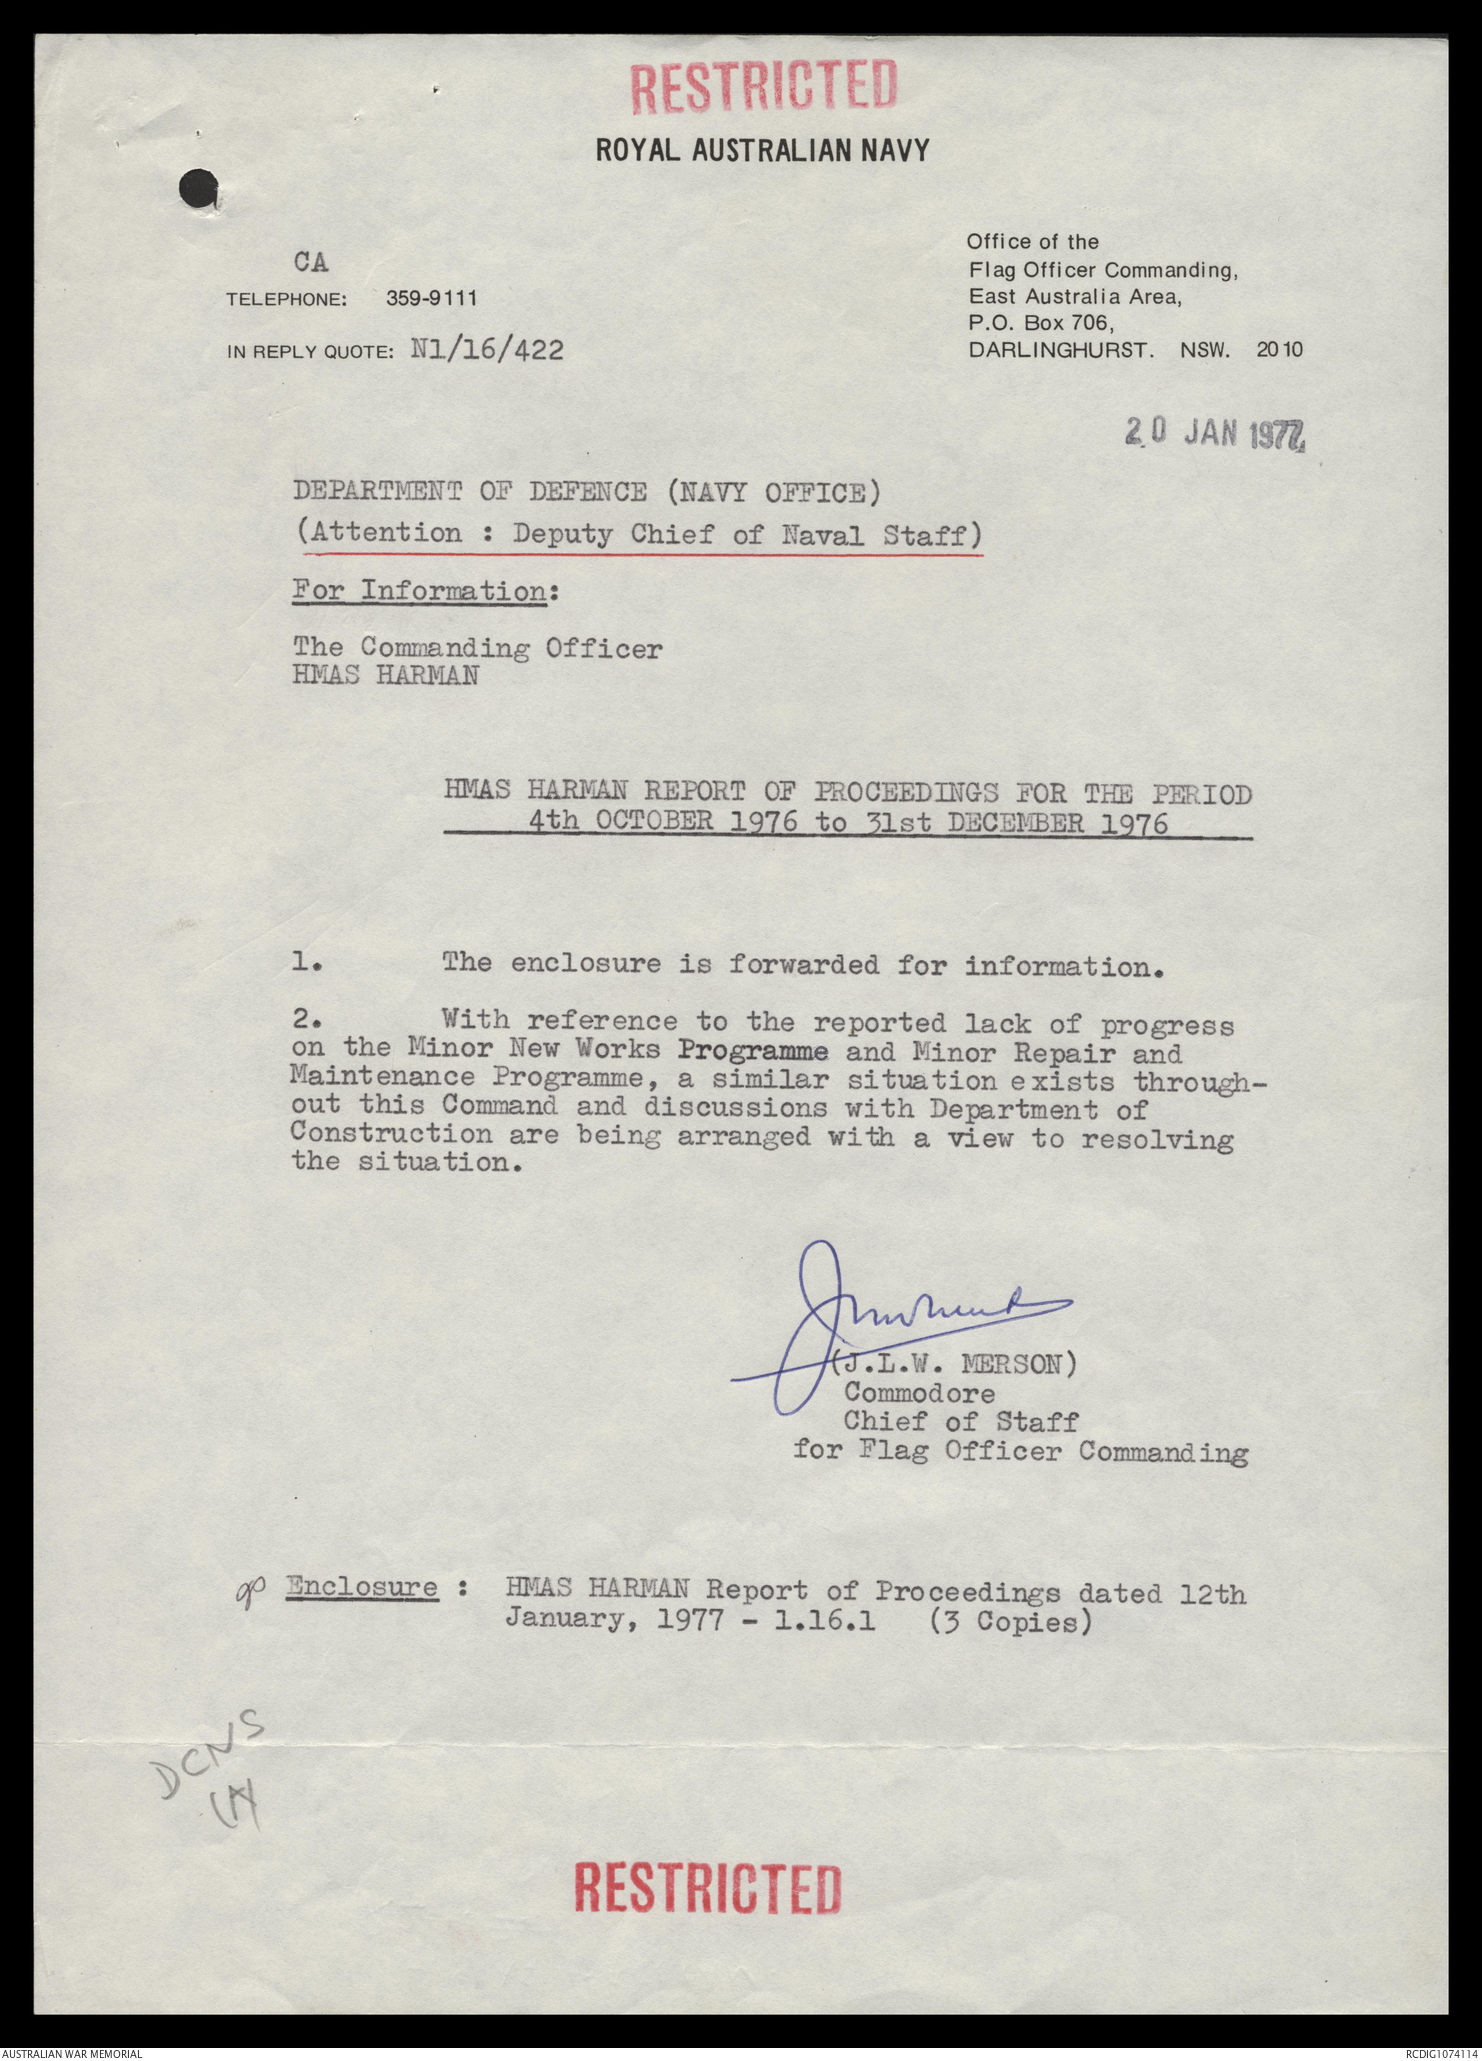 RESTRICTED
ROYAL AUSTRALIAN NAVY
CA
TELEPHONE: 359-9111
IN REPLY QUOTE: N1/16/422
Office of the
Flag Officer Commanding,
East Australia Area,
P.O. Box 706,
DARLINGHURST. NSW. 2010
20 JAN 1977
DEPARTMENT OF DEFENCE (NAVY OFFICE)
(Attention : Deputy Chief of Naval Staff)
For Information:
The Commanding Officer
HMAS HARMAN
HMAS HARMAN REPORT OF PROCEEDINGS FOR THE PERIOD
4th OCTOBER 1976 to 31st DECEMBER 1976
1. The enclosure is forwarded for information.
2. With reference to the reported lack of progress
on the Minor New Works Programme and Minor Repair and
Maintenance Programme, a similar situation exists through-
out this Command and discussions with Department of
Construction are being arranged with a view to resolving
the situation.
(J.L.W. MERSON)
Commodore
Chief of Staff
for Flag Officer Commanding
Enclosure : HMAS HARMAN Report of Proceedings dated 12th
January, 1977 - 1.16.1 (3 Copies)
DCNS
RESTRICTED
AUSTRALIAN WAR MEMORIAL
RCDIG1074114